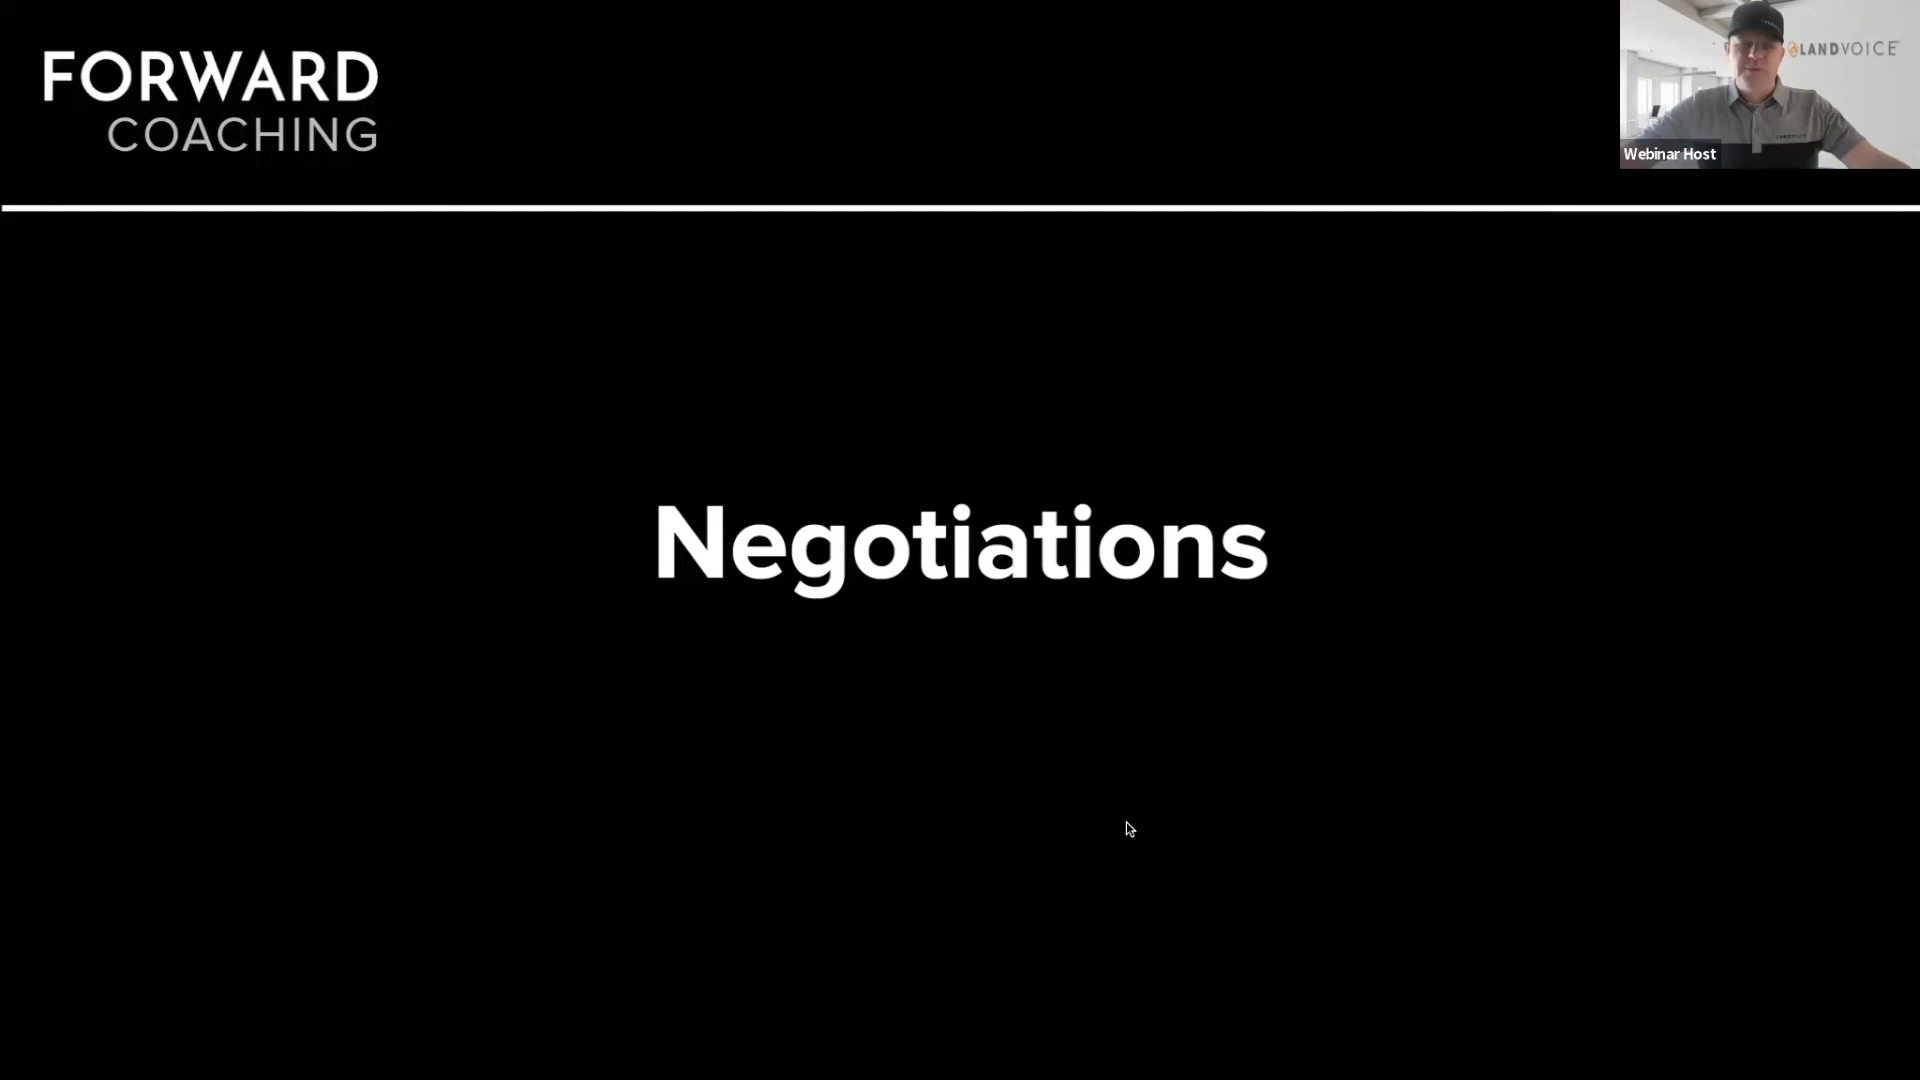 FORWARD
COACHING
LANDVOICE
Webinar Host
Negotiations